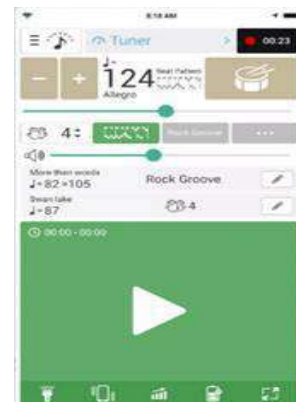 8:18 AM
Tuner
00:23
♩=
124
Beat Pattern
Allegro
4
Rock Groove
More than words
♩=82=105
Rock Groove
Swan lake
♩=87
4
00:00 - 00:00